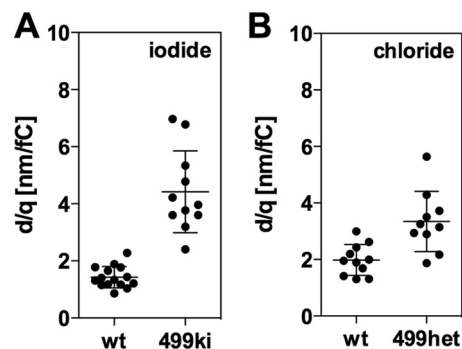 A
iodide
d/q [nm/fC]
10
8
6
4
2
0
wt
499ki
B
chloride
d/q [nm/fC]
10
8
6
4
2
0
wt
499het